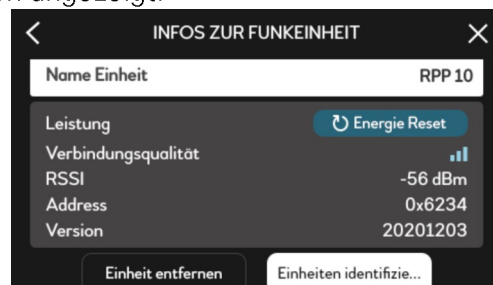 INFOS ZUR FUNKEINHEIT
Name Einheit RPP 10
Leistung Energie Reset
Verbindungsqualität
RSSI -56 dBm
Address 0x6234
Version 20201203
Einheit entfernen Einheiten identifizie...